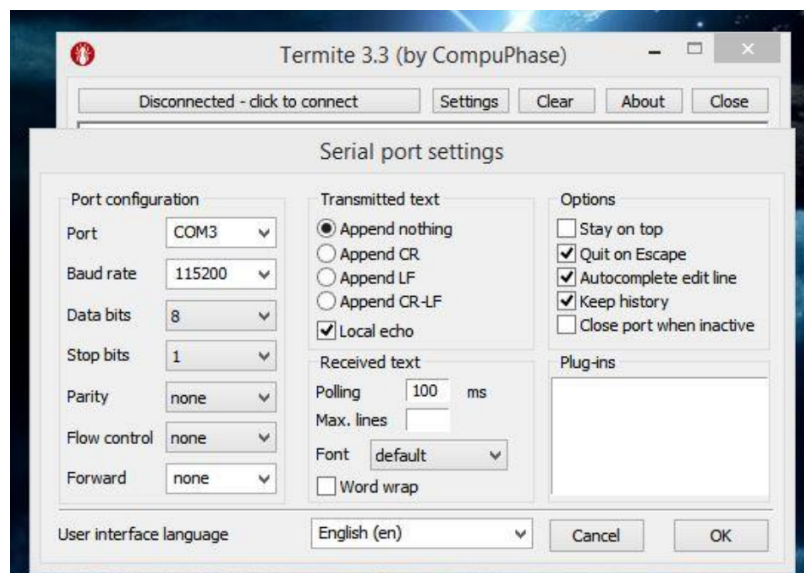 Termite 3.3 (by CompuPhase)
Disconnected - click to connect Settings Clear About Close
Serial port settings
Port configuration
Port COM3
Baud rate 115200
Data bits 8
Stop bits 1
Parity none
Flow control none
Forward none
Transmitted text
Append nothing
Append CR
Append LF
Append CR-LF
Local echo
Received text
Polling 100 ms
Max. lines
Font default
Word wrap
Options
Stay on top
Quit on Escape
Autocomplete edit line
Keep history
Close port when inactive
Plug-ins
User interface language English (en) Cancel OK